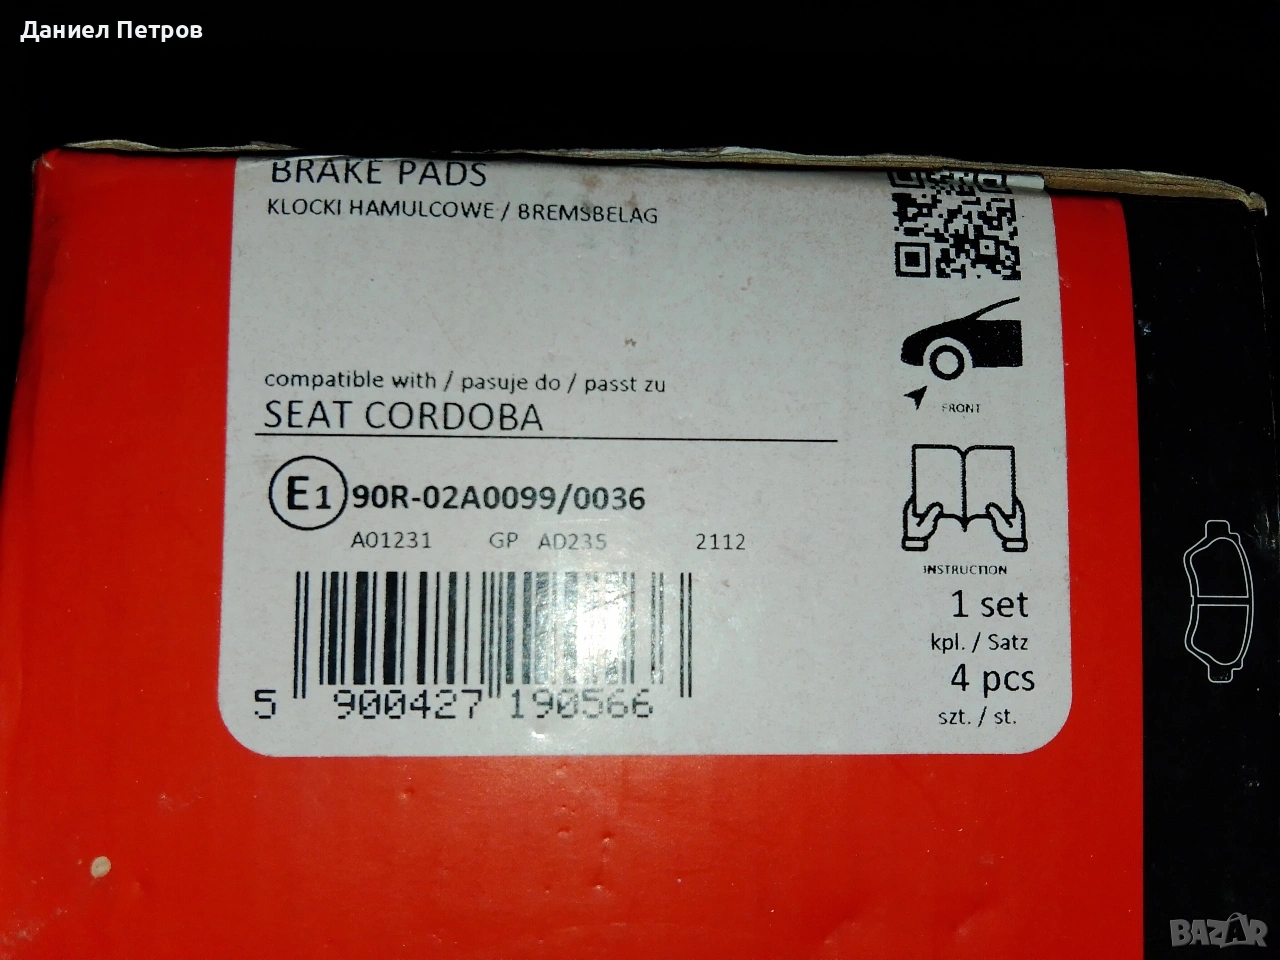 Даниел Петров
BRAKE PADS
KLOCKI HAMULCOWE / BREMSBELAG
FRONT
compatible with / pasuje do / passt zu
SEAT CORDOBA
E1 90R-02A0099/0036
A01231 GP AD235 2112
INSTRUCTION
5 900427 190566
1 set
kpl. / Satz
4 pcs
szt. / st.
BAZAR